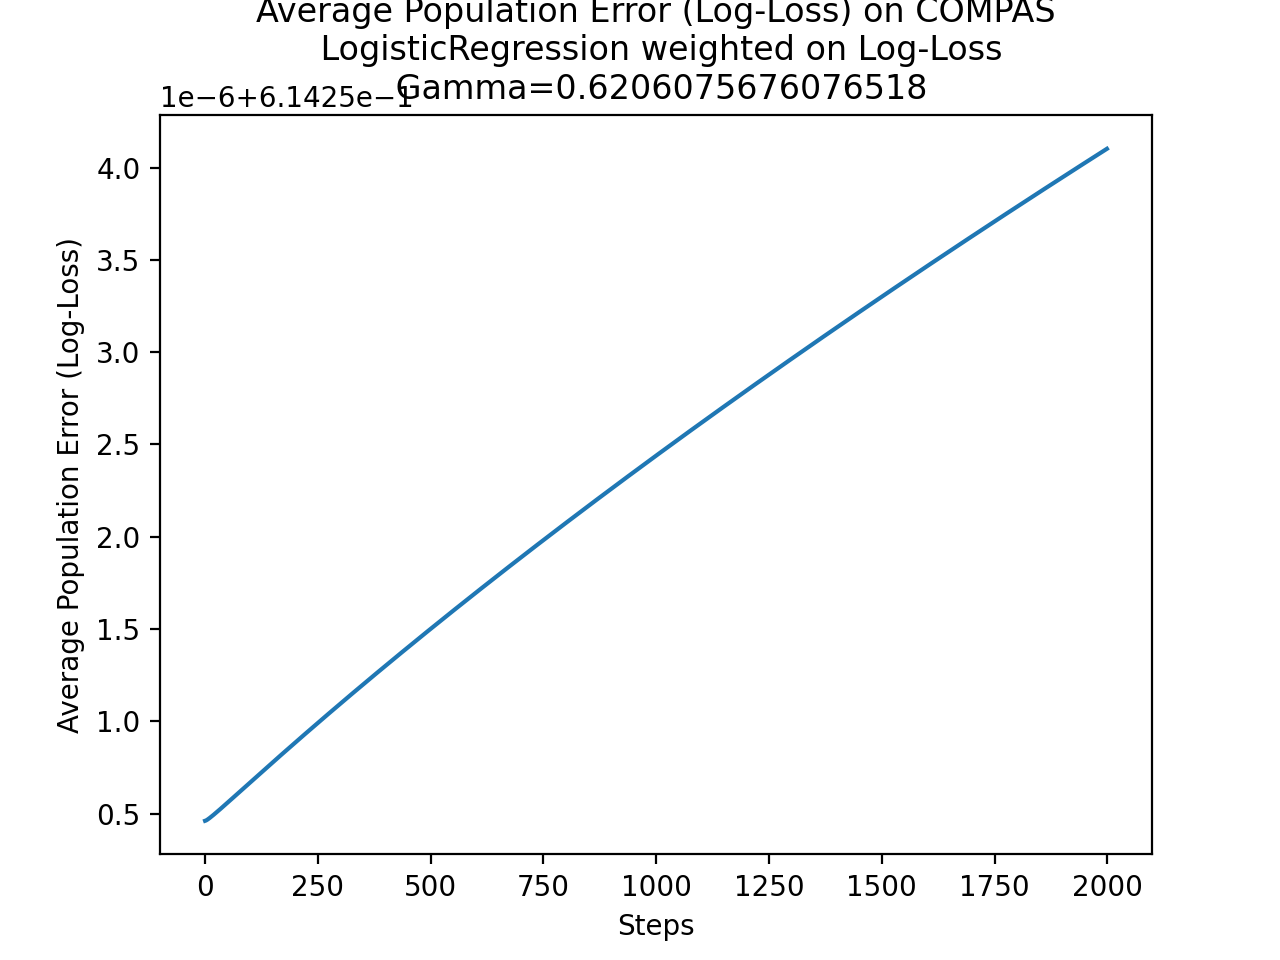 Average Population Error (Log-Loss) on COMPAS
LogisticRegression weighted on Log-Loss
Gamma=0.6206075676076518
1e−6+6.1425e−1
4.0
3.5
3.0
2.5
2.0
1.5
1.0
0.5
Average Population Error (Log-Loss)
0 250 500 750 1000 1250 1500 1750 2000
Steps